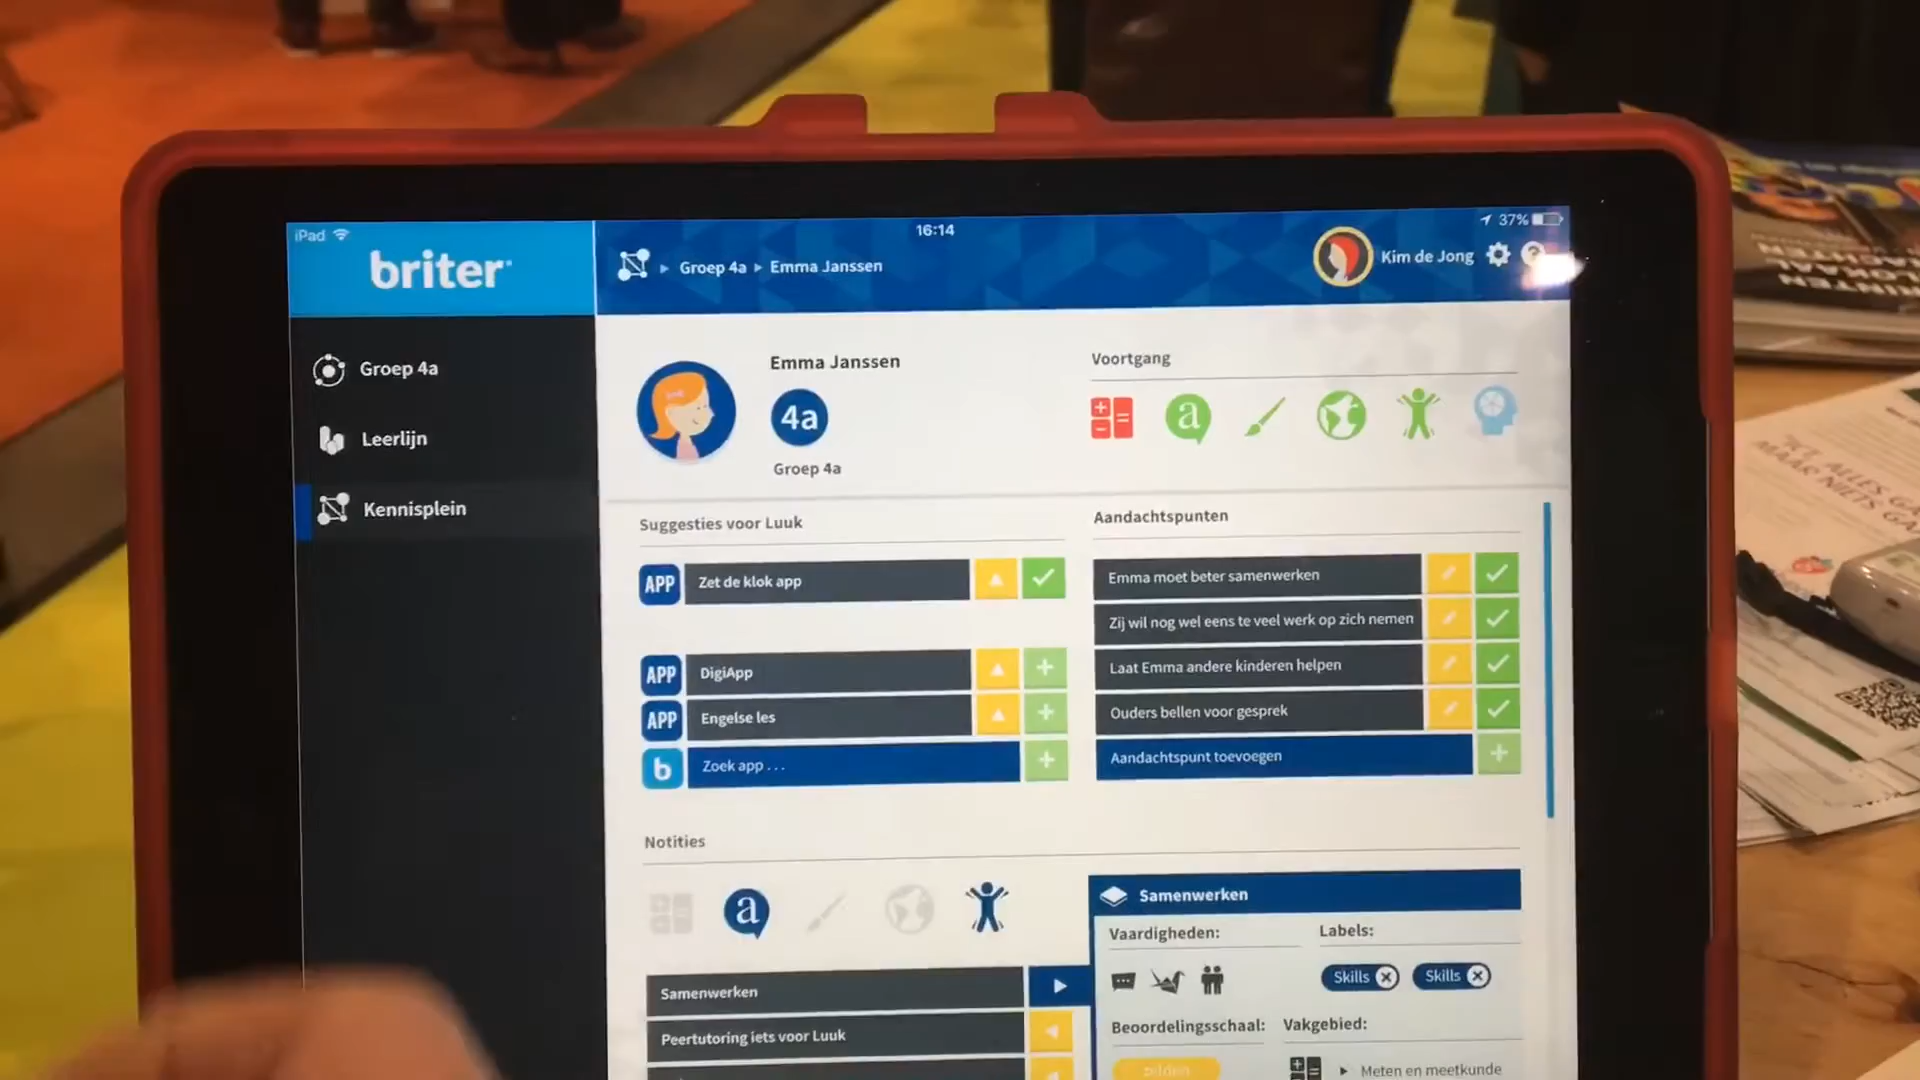 iPad
16:14
37%
briter
Groep 4a
Emma Janssen
Kim de Jong
Groep 4a
Leerlijn
Kennisplein
Emma Janssen
4a
Groep 4a
Voortgang
a
Suggesties voor Luuk
APP Zet de klok app
APP DigiApp
APP Engelse les
b Zoek app . . .
Aandachtspunten
Emma moet beter samenwerken
Zij wil nog wel eens te veel werk op zich nemen
Laat Emma andere kinderen helpen
Ouders bellen voor gesprek
Aandachtspunt toevoegen
Notities
a
Samenwerken
Peertutoring iets voor Luuk
Samenwerken
Vaardigheden:
Labels:
Skills
Skills
Beoordelingsschaal:
Vakgebied:
zelden
Meten en meetkunde